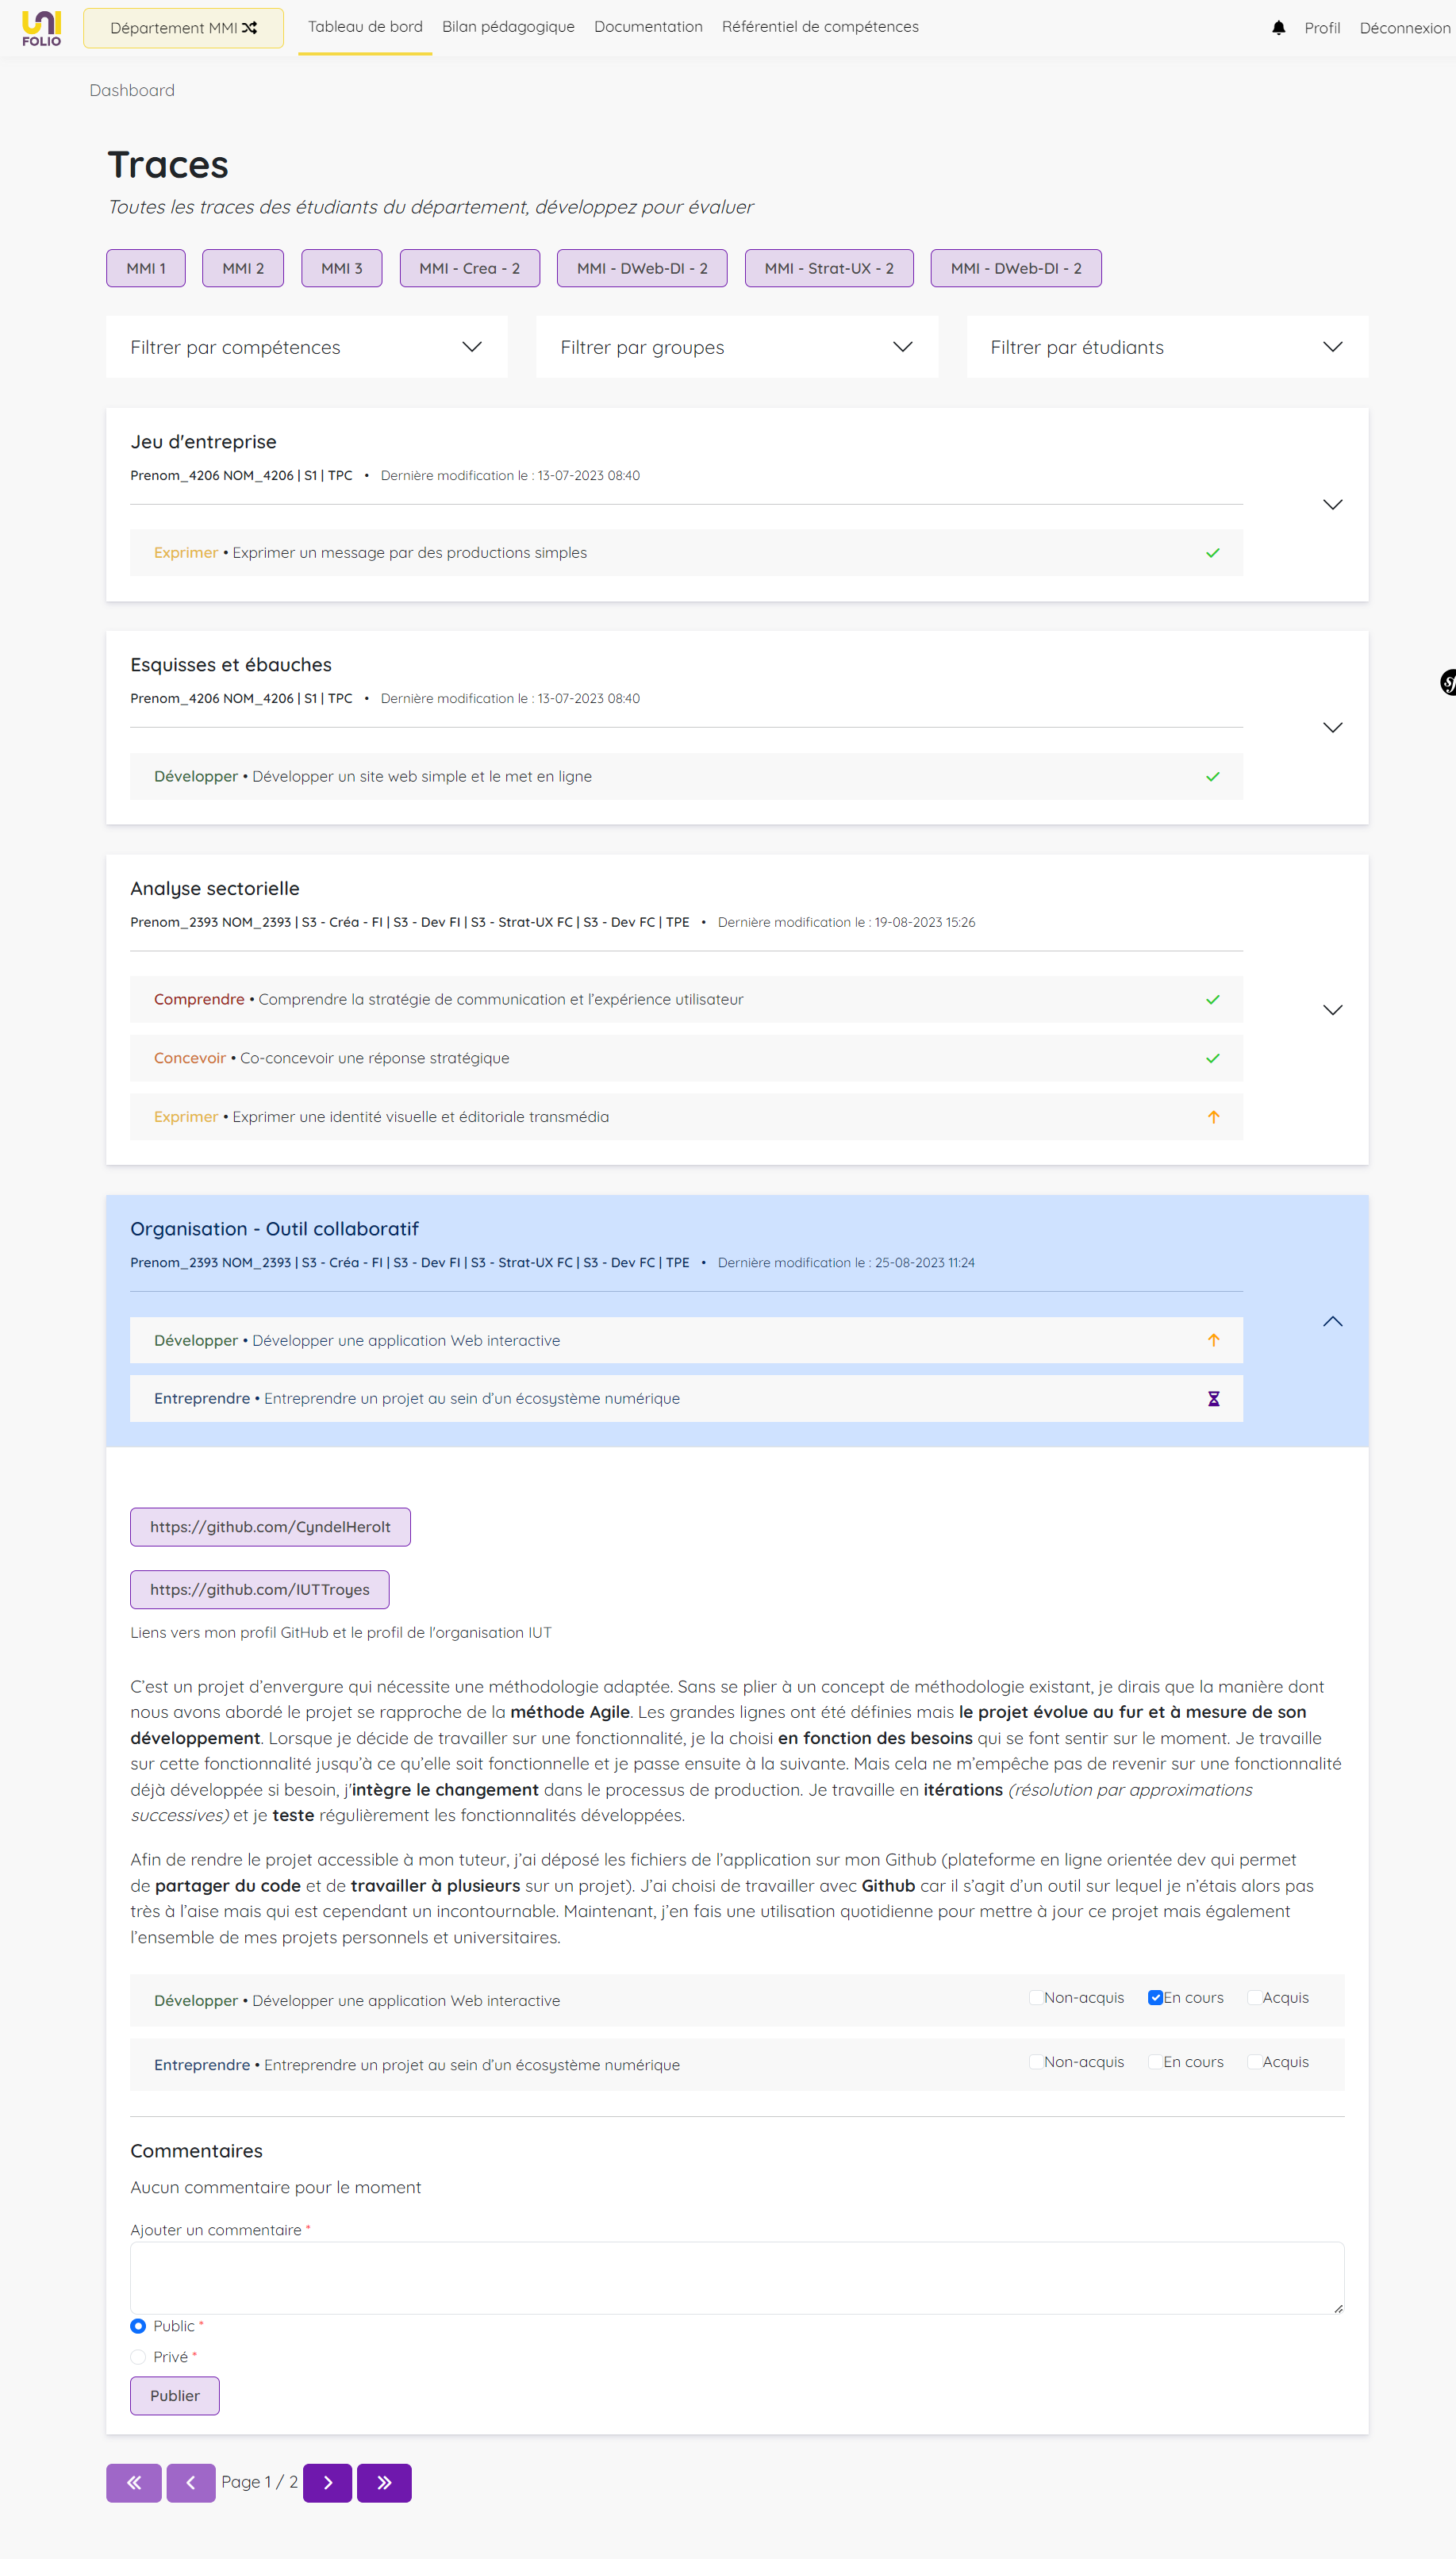 UNI
FOLIO
Département MMI
Tableau de bord
Bilan pédagogique
Documentation
Référentiel de compétences
Profil
Déconnexion
Dashboard
Traces
Toutes les traces des étudiants du département, développez pour évaluer
MMI 1
MMI 2
MMI 3
MMI - Crea - 2
MMI - DWeb-DI - 2
MMI - Strat-UX - 2
MMI - DWeb-DI - 2
Filtrer par compétences
Filtrer par groupes
Filtrer par étudiants
Jeu d'entreprise
Prenom_4206 NOM_4206 | S1 | TPC • Dernière modification le : 13-07-2023 08:40
Exprimer • Exprimer un message par des productions simples
Esquisses et ébauches
Prenom_4206 NOM_4206 | S1 | TPC • Dernière modification le : 13-07-2023 08:40
Développer • Développer un site web simple et le met en ligne
Analyse sectorielle
Prenom_2393 NOM_2393 | S3 - Créa - FI | S3 - Dev FI | S3 - Strat-UX FC | S3 - Dev FC | TPE • Dernière modification le : 19-08-2023 15:26
Comprendre • Comprendre la stratégie de communication et l’expérience utilisateur
Concevoir • Co-concevoir une réponse stratégique
Exprimer • Exprimer une identité visuelle et éditoriale transmédia
Organisation - Outil collaboratif
Prenom_2393 NOM_2393 | S3 - Créa - FI | S3 - Dev FI | S3 - Strat-UX FC | S3 - Dev FC | TPE • Dernière modification le : 25-08-2023 11:24
Développer • Développer une application Web interactive
Entreprendre • Entreprendre un projet au sein d’un écosystème numérique
https://github.com/CyndelHerolt
https://github.com/IUTTroyes
Liens vers mon profil GitHub et le profil de l'organisation IUT
C’est un projet d’envergure qui nécessite une méthodologie adaptée. Sans se plier à un concept de méthodologie existant, je dirais que la manière dont
nous avons abordé le projet se rapproche de la méthode Agile. Les grandes lignes ont été définies mais le projet évolue au fur et à mesure de son
développement. Lorsque je décide de travailler sur une fonctionnalité, je la choisi en fonction des besoins qui se font sentir sur le moment. Je travaille
sur cette fonctionnalité jusqu’à ce qu’elle soit fonctionnelle et je passe ensuite à la suivante. Mais cela ne m’empêche pas de revenir sur une fonctionnalité
déjà développée si besoin, j’intègre le changement dans le processus de production. Je travaille en itérations (résolution par approximations
successives) et je teste régulièrement les fonctionnalités développées.
Afin de rendre le projet accessible à mon tuteur, j’ai déposé les fichiers de l’application sur mon Github (plateforme en ligne orientée dev qui permet
de partager du code et de travailler à plusieurs sur un projet). J’ai choisi de travailler avec Github car il s’agit d’un outil sur lequel je n’étais alors pas
très à l’aise mais qui est cependant un incontournable. Maintenant, j’en fais une utilisation quotidienne pour mettre à jour ce projet mais également
l’ensemble de mes projets personnels et universitaires.
Développer • Développer une application Web interactive Non-acquis En cours Acquis
Entreprendre • Entreprendre un projet au sein d’un écosystème numérique Non-acquis En cours Acquis
Commentaires
Aucun commentaire pour le moment
Ajouter un commentaire *
Public *
Privé *
Publier
« ‹ Page 1 / 2 › »